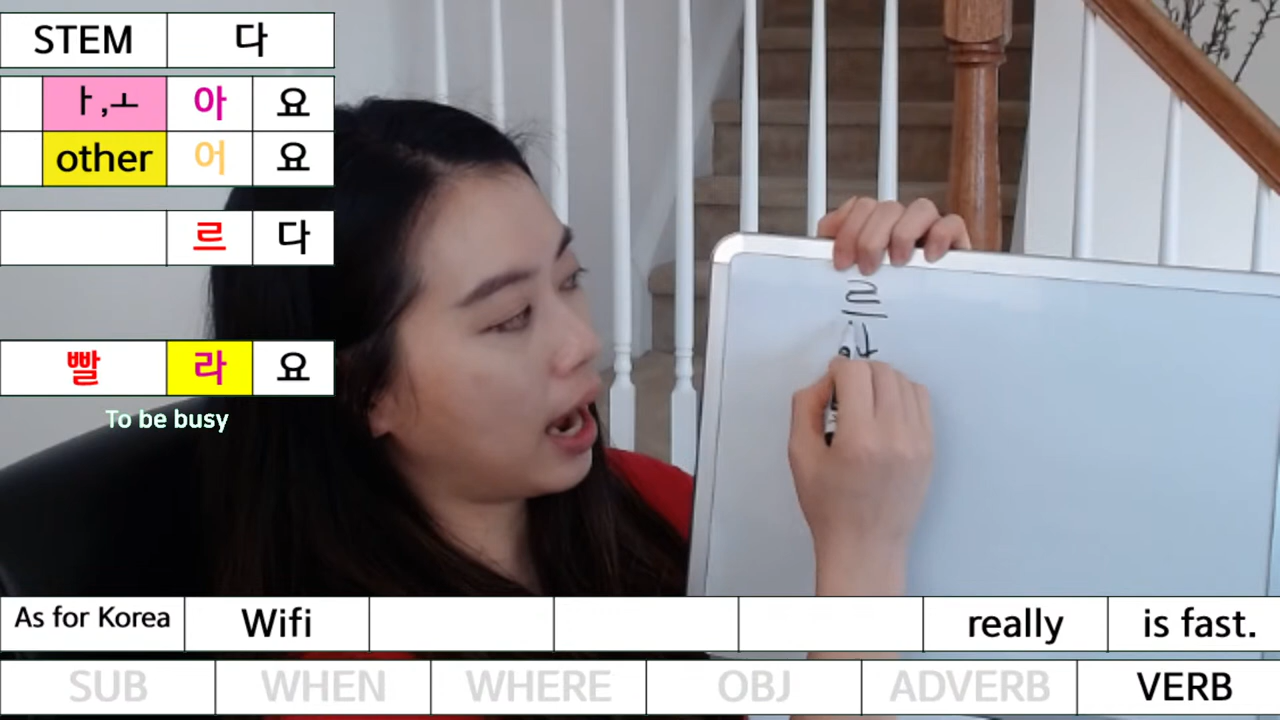 STEM 다
ㅏ,ㅗ 아 요
other 어 요
르 다
빨 라 요
To be busy
As for Korea Wifi really is fast.
SUB WHEN WHERE OBJ ADVERB VERB